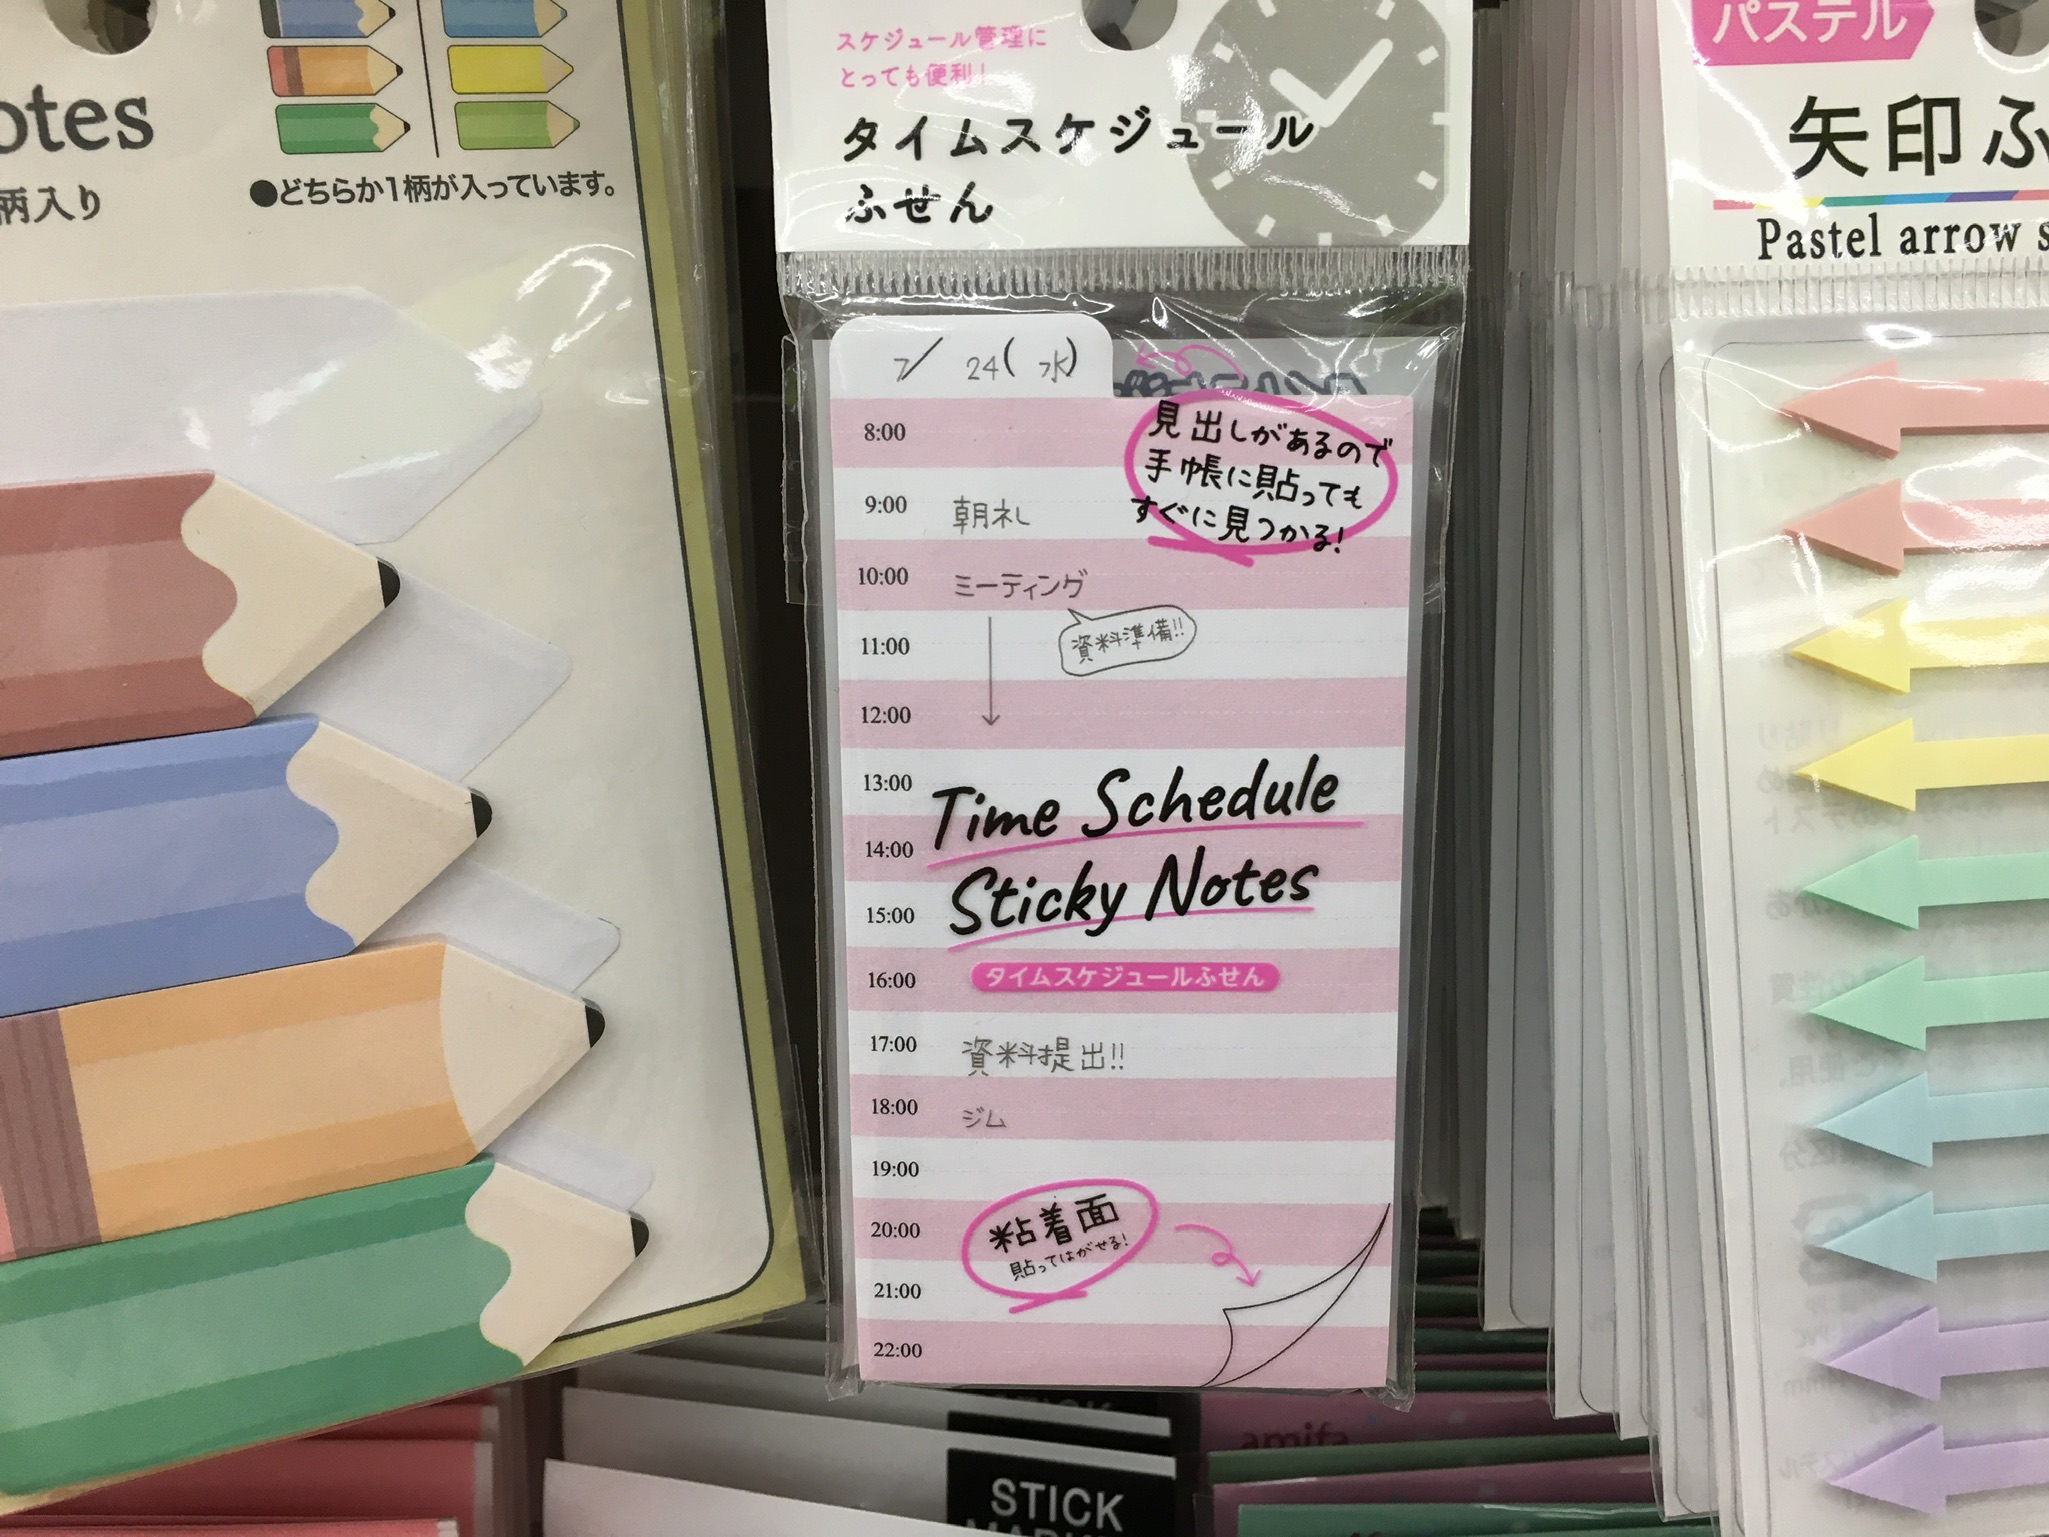 otes
柄入り
●どちらか1柄が入っています。
スケジュール管理に
とっても便利!
タイムスケジュール
ふせん
7/ 24(水)
見出しがあるので
手帳に貼っても
すぐに見つかる!
8:00
9:00 朝礼
10:00 ミーティング
資料準備!!
11:00
12:00
13:00
Time Schedule
14:00
Sticky Notes
15:00
16:00
タイムスケジュールふせん
17:00 資料提出!!
18:00 ジム
19:00
20:00
粘着面
貼ってはがせる!
21:00
22:00
パステル
矢印ふ
Pastel arrow s
amifa
STICK